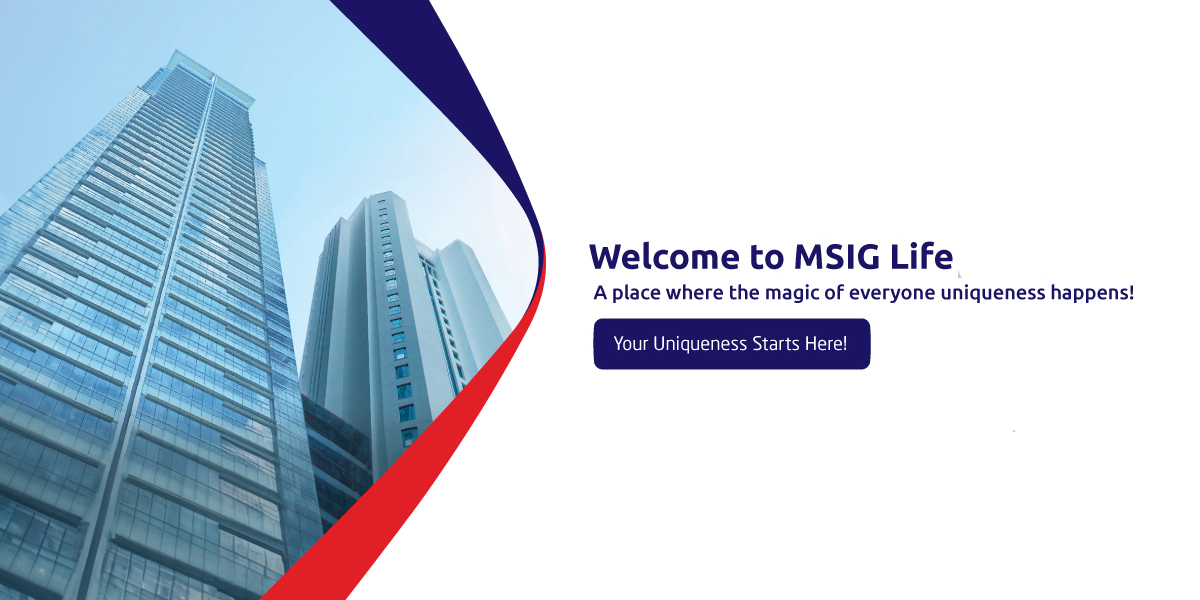 Welcome to MSIG Life
A place where the magic of everyone uniqueness happens!
Your Uniqueness Starts Here!